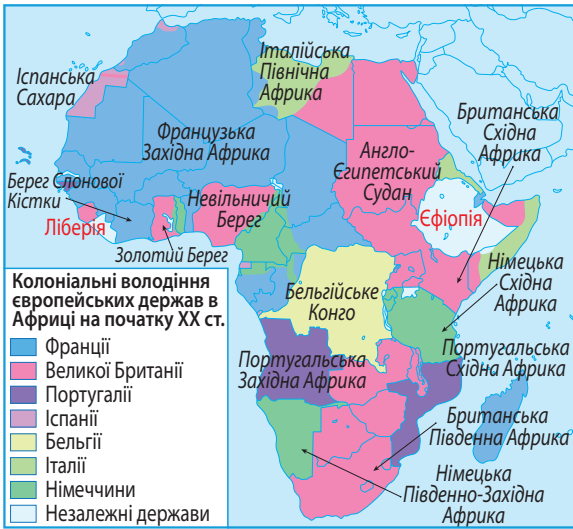 Іспанська
Сахара
Італійська
Північна
Африка
Британська
Східна
Африка
Французька
Західна Африка
Англо-
Єгипетський
Судан
Берег Слонової
Кістки
Невільничий
Берег
Ліберія
Єфіопія
Золотий Берег
Німецька
Східна
Африка
Бельгійське
Конго
Португальська
Західна Африка
Португальська
Східна Африка
Британська
Південна Африка
Німецька
Південно-Західна
Африка
Колоніальні володіння
європейських держав в
Африці на початку XX ст.
Франції
Великої Британії
Португалії
Іспанії
Бельгії
Італії
Німеччини
Незалежні держави